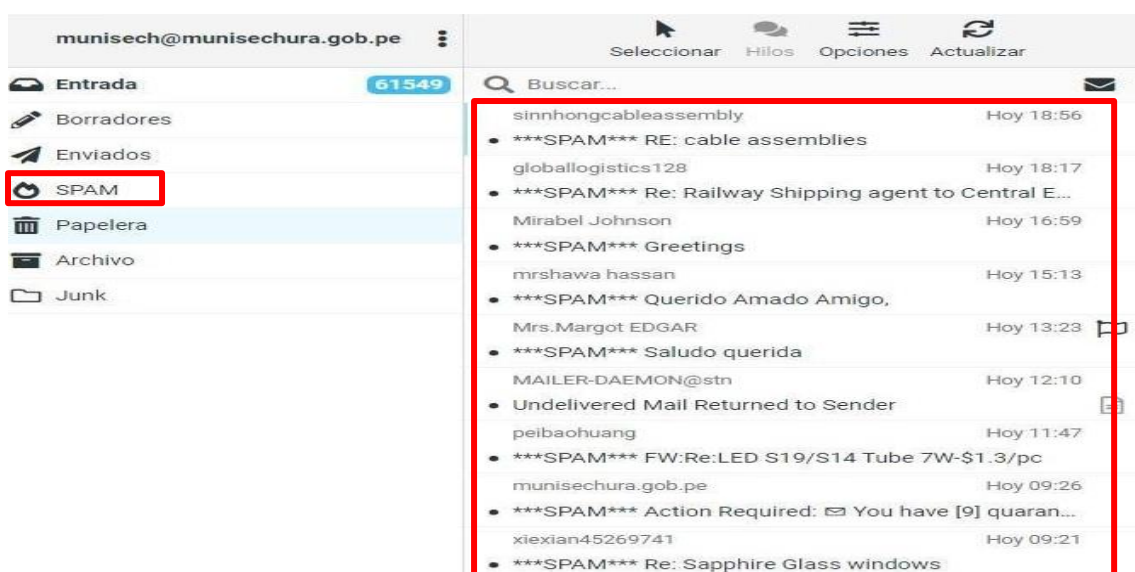 munisech@munisechura.gob.pe
Entrada 61549
Borradores
Enviados
SPAM
Papelera
Archivo
Junk
Seleccionar Hilos Opciones Actualizar
Buscar...
sinnhongcableassembly Hoy 18:56
***SPAM*** RE: cable assemblies
globallogistics128 Hoy 18:17
***SPAM*** Re: Railway Shipping agent to Central E...
Mirabel Johnson Hoy 16:59
***SPAM*** Greetings
mrshawa hassan Hoy 15:13
***SPAM*** Querido Amado Amigo,
Mrs.Margot EDGAR Hoy 13:23
***SPAM*** Saludo querida
MAILER-DAEMON@stn Hoy 12:10
Undelivered Mail Returned to Sender
peibaohuang Hoy 11:47
***SPAM*** FW:Re:LED S19/S14 Tube 7W-$1.3/pc
munisechura.gob.pe Hoy 09:26
***SPAM*** Action Required: ✉ You have [9] quaran...
xiexian45269741 Hoy 09:21
***SPAM*** Re: Sapphire Glass windows